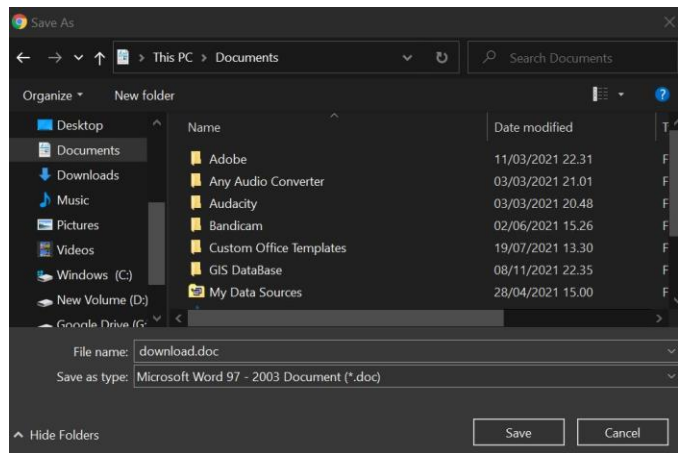 Save As
This PC > Documents
Search Documents
Organize New folder
Desktop
Documents
Downloads
Music
Pictures
Videos
Windows (C:)
New Volume (D:)
Google Drive (G:
Name Date modified T
Adobe 11/03/2021 22.31 F
Any Audio Converter 03/03/2021 21.01 F
Audacity 03/03/2021 20.48 F
Bandicam 02/06/2021 15.26 F
Custom Office Templates 19/07/2021 13.30 F
GIS DataBase 08/11/2021 22.35 F
My Data Sources 28/04/2021 15.00 F
File name: download.doc
Save as type: Microsoft Word 97 - 2003 Document (*.doc)
Hide Folders Save Cancel